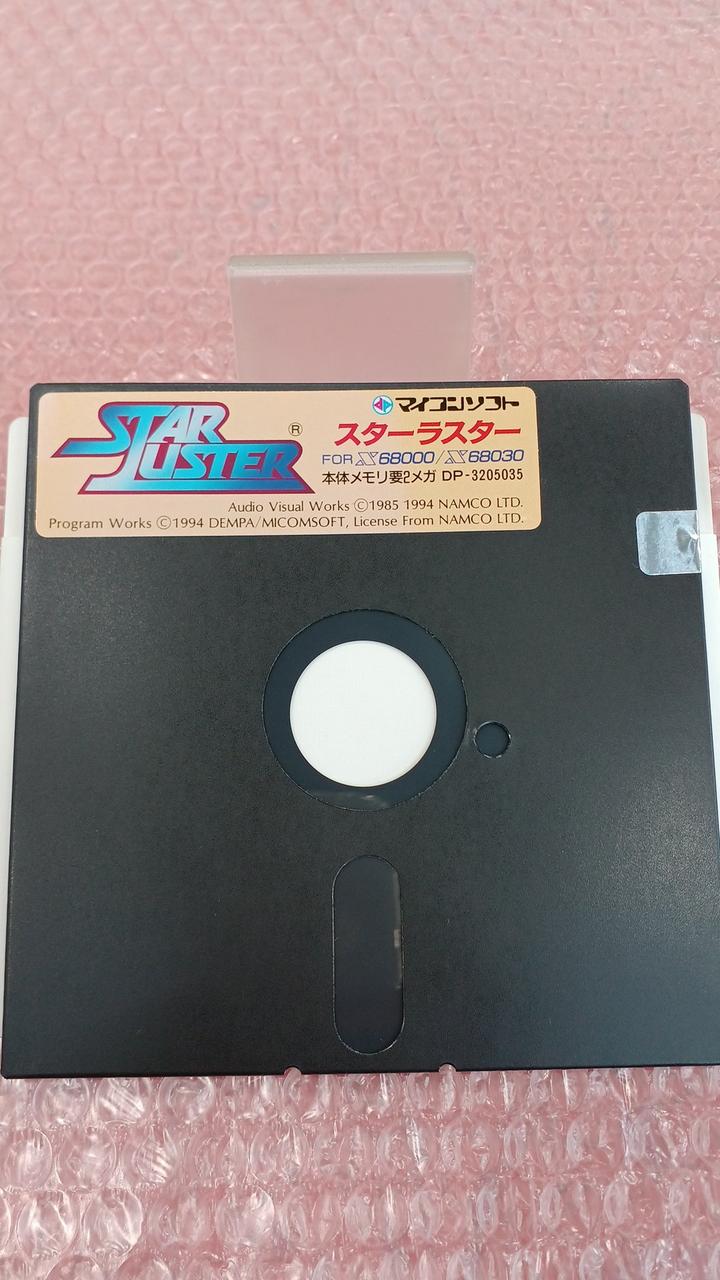 STAR LUSTER ®
マイコンソフト
スターラスター
FOR X68000/X68030
本体メモリ要2メガ DP-3205035
Audio Visual Works ©1985 1994 NAMCO LTD.
Program Works ©1994 DEMPA/MICOMSOFT, License From NAMCO LTD.